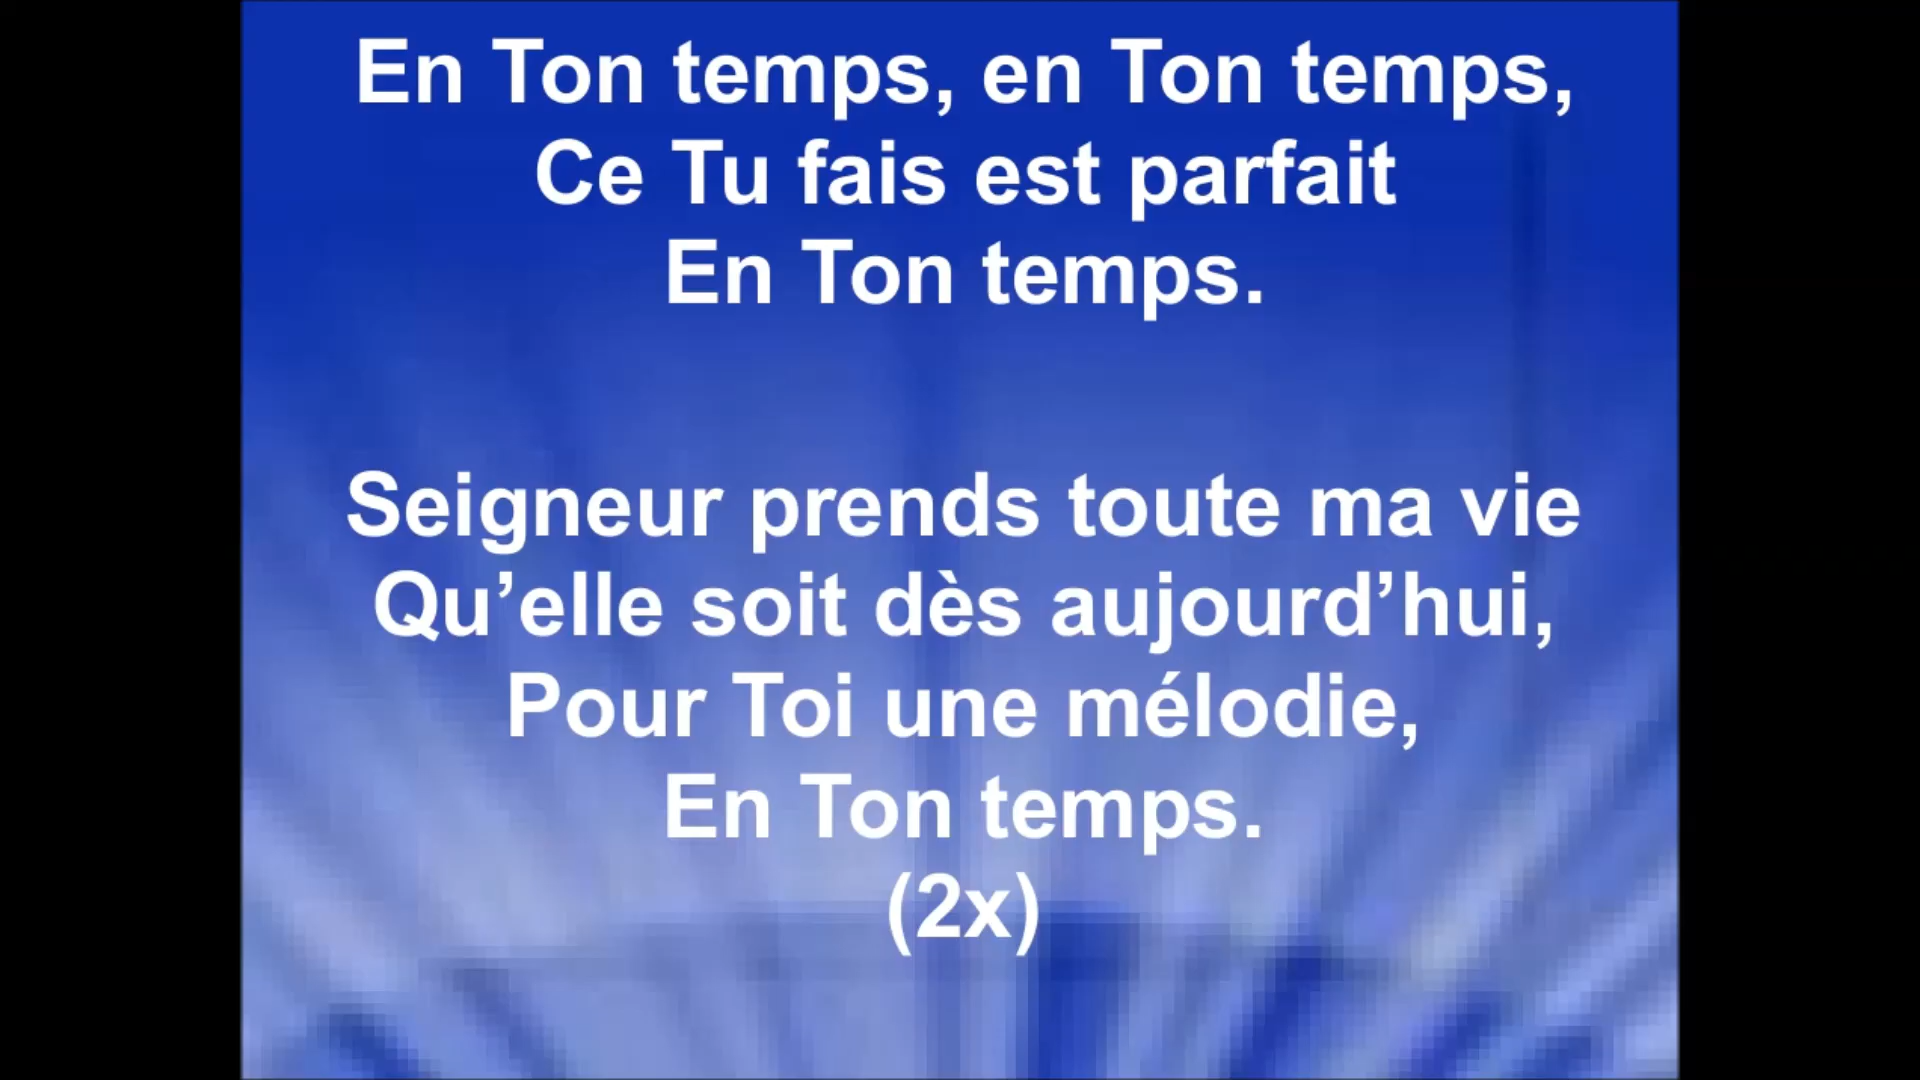 En Ton temps, en Ton temps,
Ce Tu fais est parfait
En Ton temps.
Seigneur prends toute ma vie
Qu’elle soit dès aujourd’hui,
Pour Toi une mélodie,
En Ton temps.
(2x)